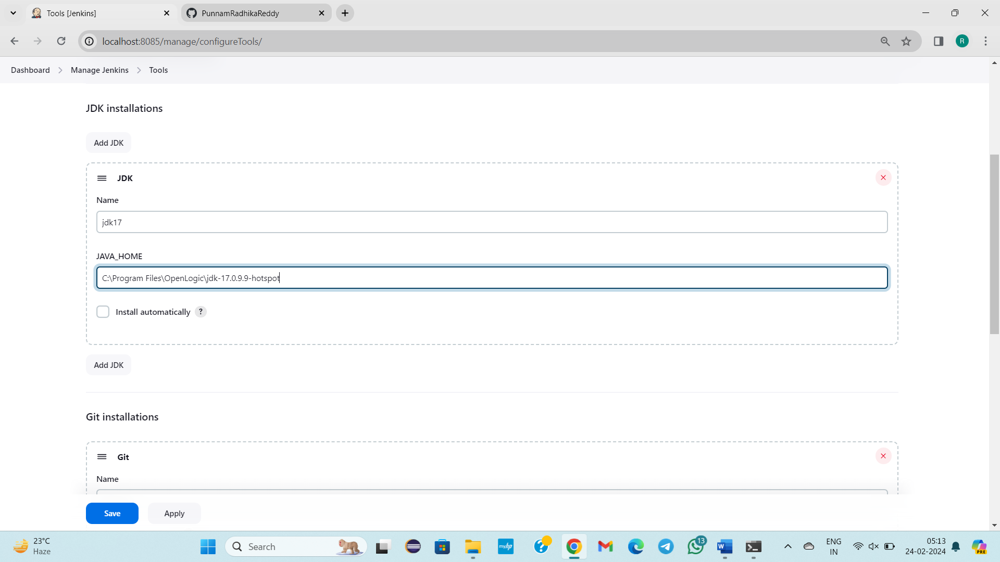 Tools [Jenkins]
PunnamRadhikaReddy
localhost:8085/manage/configureTools/
R
Dashboard
Manage Jenkins
Tools
JDK installations
Add JDK
JDK
Name
jdk17
JAVA_HOME
C:\Program Files\OpenLogic\jdk-17.0.9.9-hotspot
Install automatically ?
Add JDK
Git installations
Git
Name
Save
Apply
23°C
Haze
Search
myhp
13
ENG
IN
05:13
24-02-2024
PRE